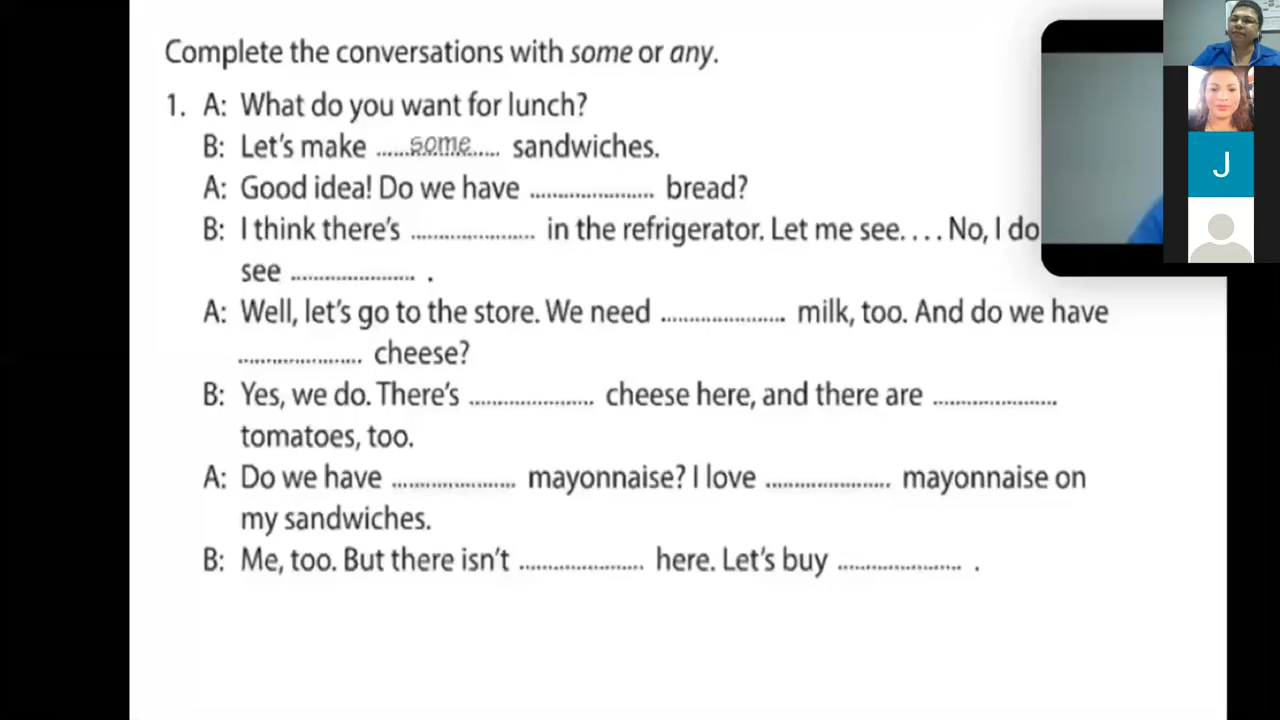 Complete the conversations with some or any.
1. A: What do you want for lunch?
B: Let's make ....some.... sandwiches.
A: Good idea! Do we have .................... bread?
B: I think there's .................... in the refrigerator. Let me see. . . . No, I do
see .................... .
A: Well, let's go to the store. We need .................... milk, too. And do we have
.................... cheese?
B: Yes, we do. There's .................... cheese here, and there are ....................
tomatoes, too.
A: Do we have .................... mayonnaise? I love .................... mayonnaise on
my sandwiches.
B: Me, too. But there isn't .................... here. Let's buy .................... .
J